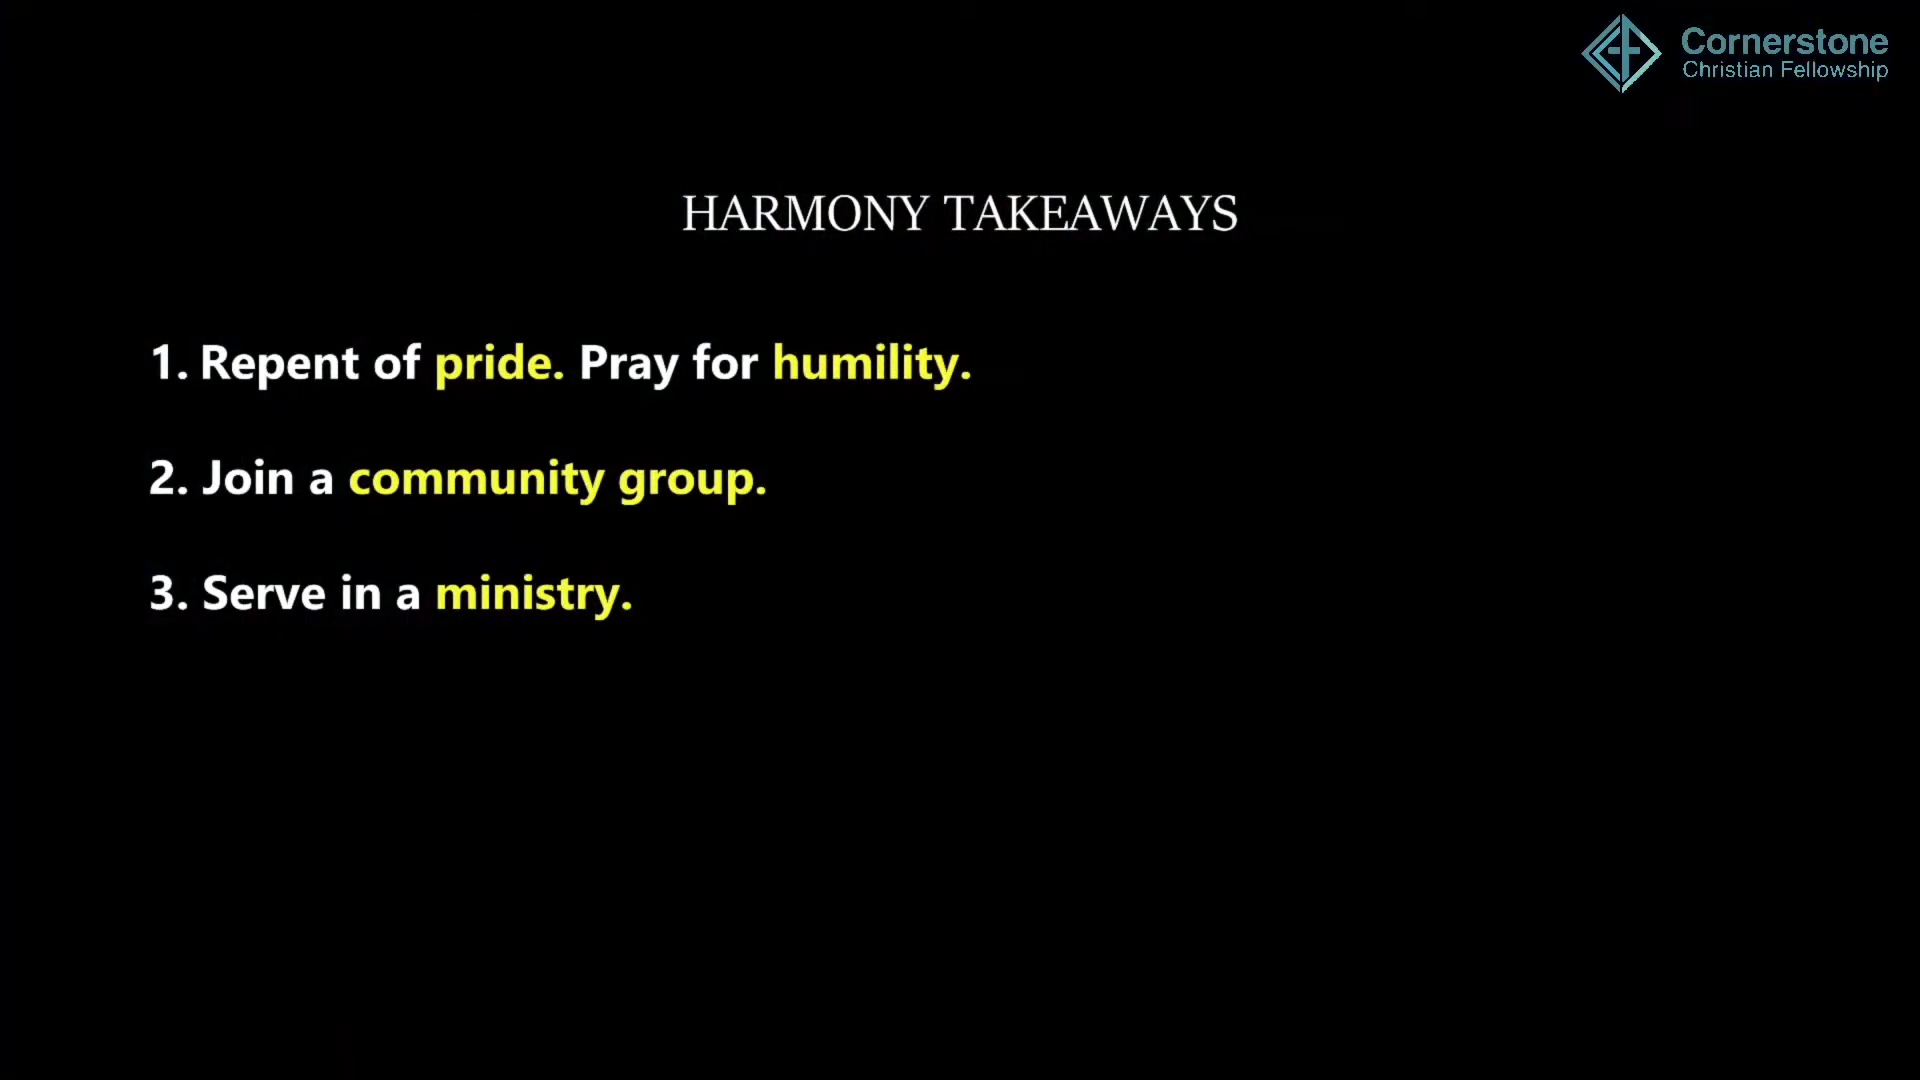 Cornerstone
Christian Fellowship
HARMONY TAKEAWAYS
1. Repent of pride. Pray for humility.
2. Join a community group.
3. Serve in a ministry.